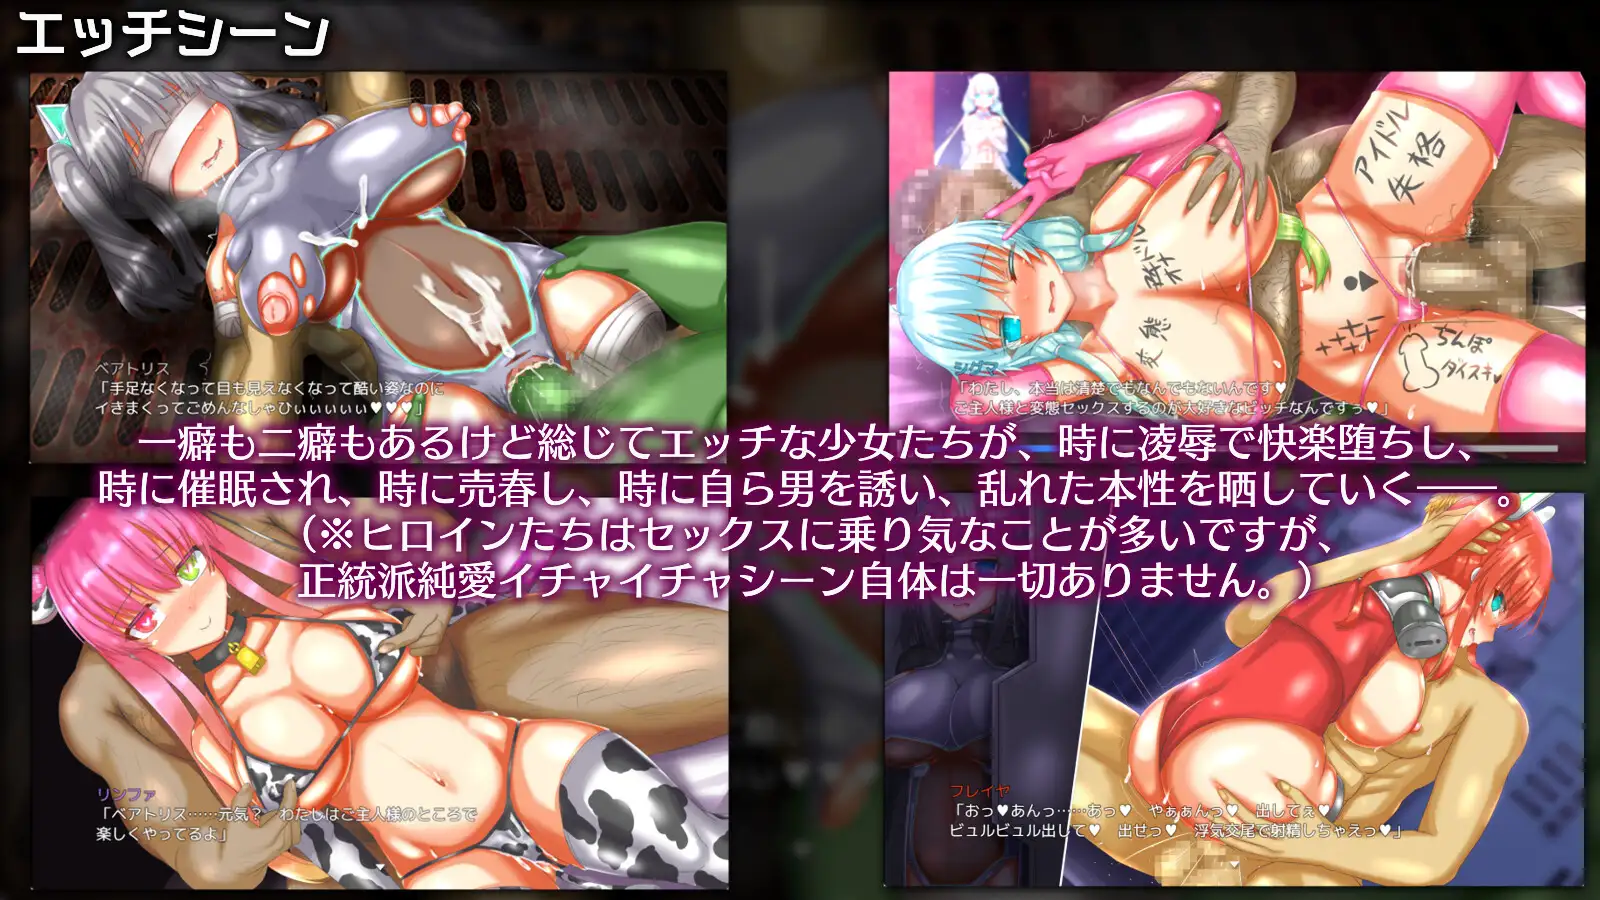 エッチシーン
ベアトリス
「手足なくなって目も見えなくなって酷い姿なのに
イきまくってごめんなしゃひぃぃぃぃぃ♥♥♥」
アイドル
失格
変態
ちんぽ
ダイスキ♥
シグマ
「わたし、本当は清楚でもなんでもないんです♥
ご主人様と変態セックスするのが大好きなビッチなんですぅ♥」
一癖も二癖もあるけど総じてエッチな少女たちが、時に凌辱で快楽堕ちし、
時に催眠され、時に売春し、時に自ら男を誘い、乱れた本性を晒していく――。
（※ヒロインたちはセックスに乗り気なことが多いですが、
正統派純愛イチャイチャシーン自体は一切ありません。）
リンファ
「ベアトリス……元気？　わたしはご主人様のところで
楽しくやってるよ」
フレイヤ
「おっ♥あんっ……あっ♥　やぁぁんっ♥　出してぇ♥
ビュルビュル出して♥　出せっ♥　浮気交尾で射精しちゃえっ♥」